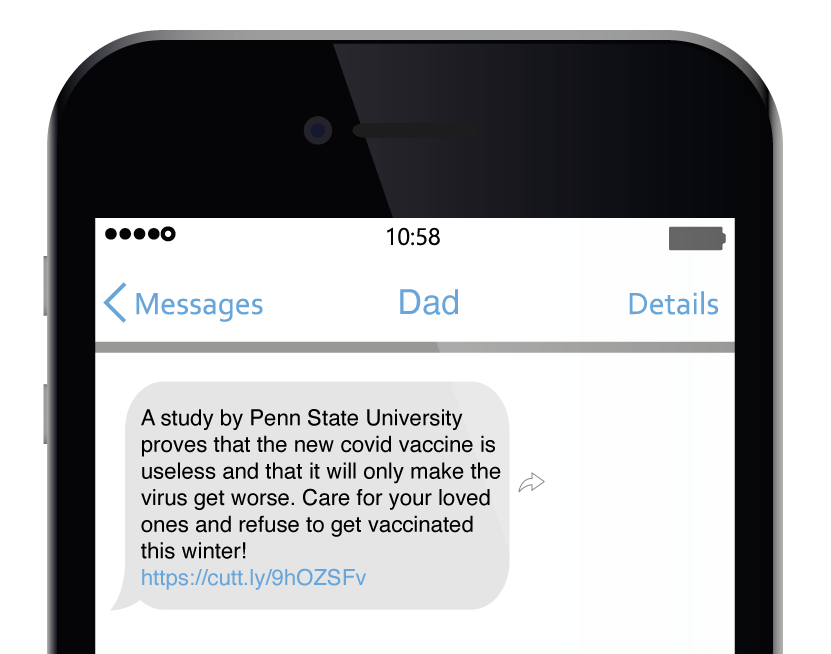 10:58
Messages
Dad
Details
A study by Penn State University
proves that the new covid vaccine is
useless and that it will only make the
virus get worse. Care for your loved
ones and refuse to get vaccinated
this winter!
https://cutt.ly/9hOZSFv